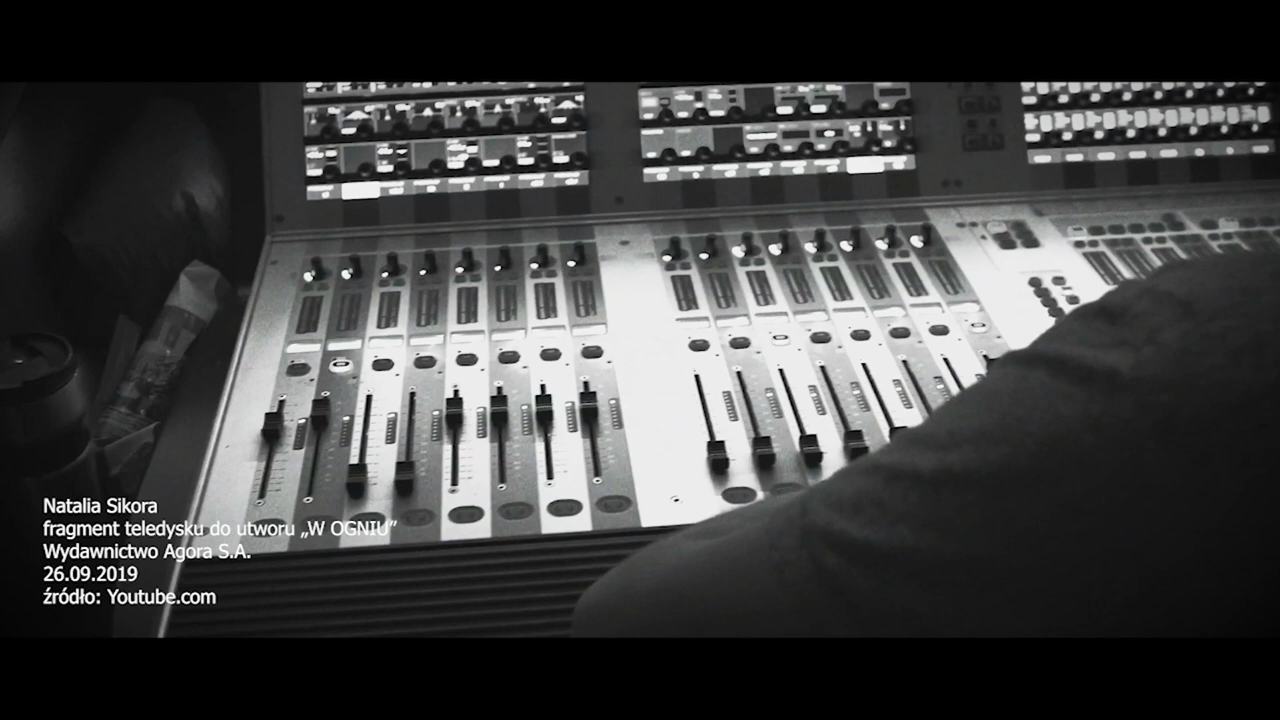 Natalia Sikora
fragment teledysku do utworu „W OGNIU”
Wydawnictwo Agora S.A.
26.09.2019
źródło: Youtube.com